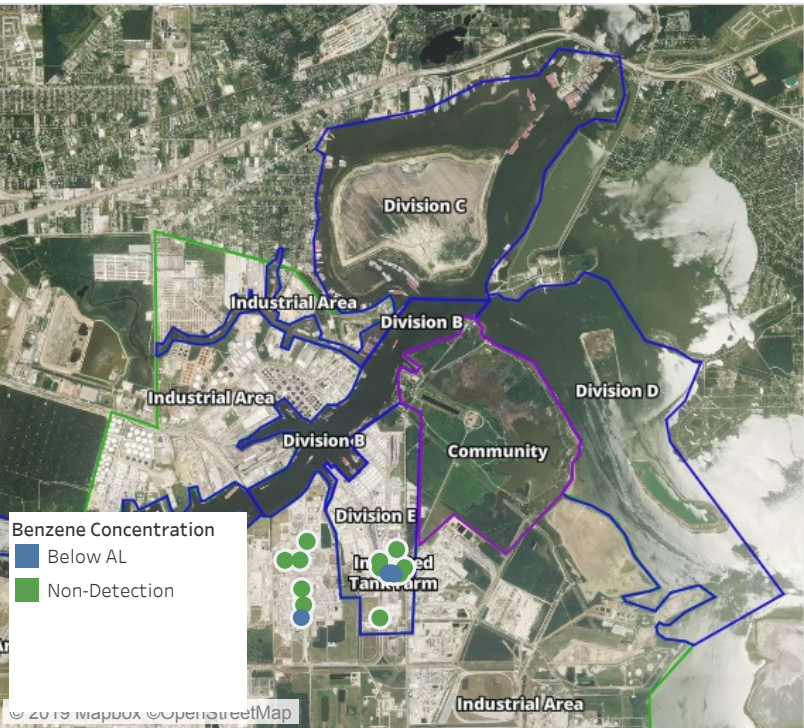 Division C
Industrial Area
Division B
Division D
Industrial Area
Division B
Community
Division E
Benzene Concentration
Below AL
Non-Detection
Tank Farm
Industrial Area
© 2019 Mapbox ©OpenStreetMap